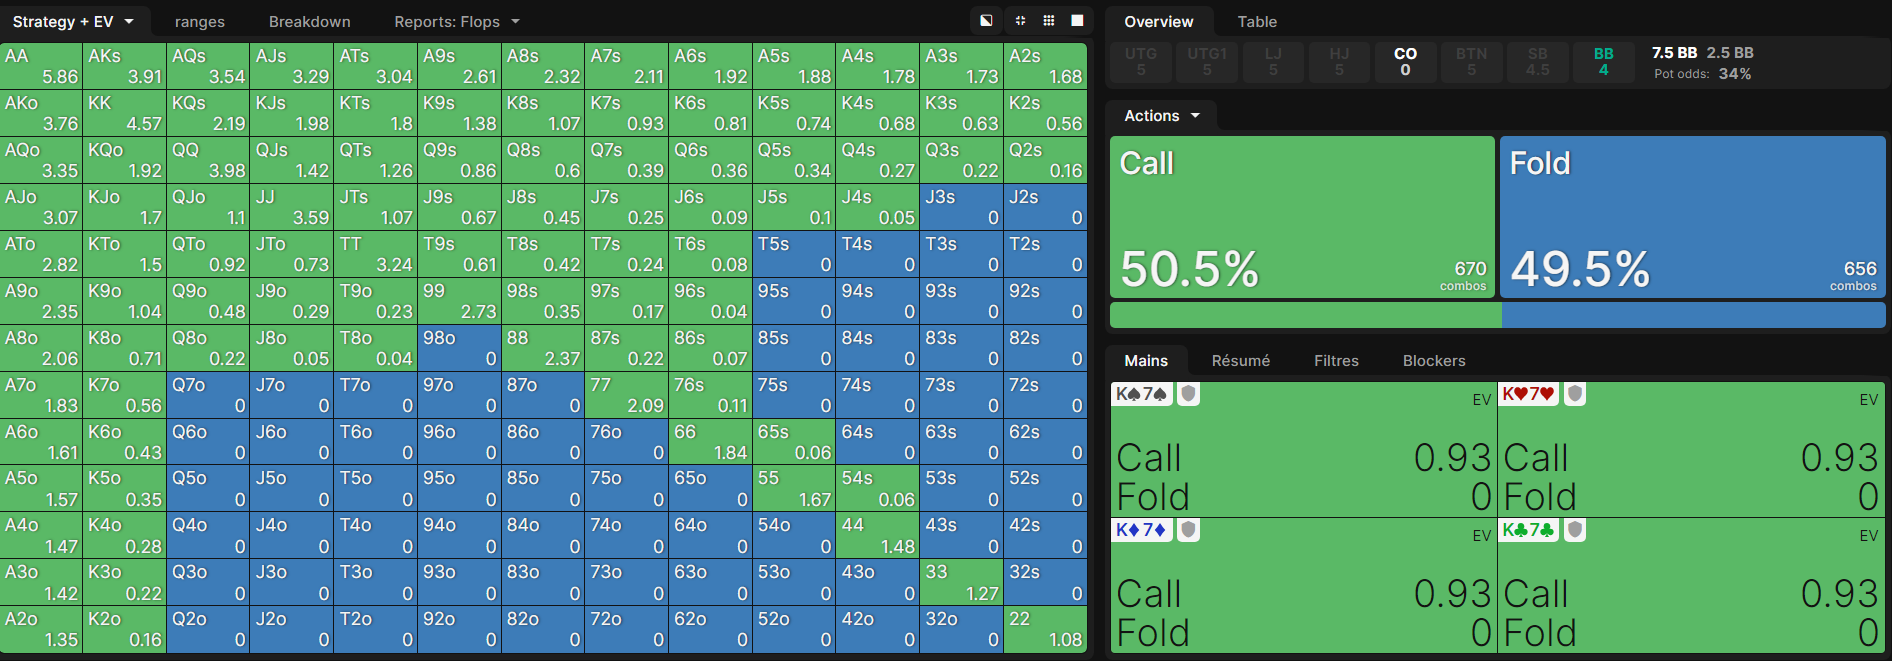 Strategy + EV ranges Breakdown Reports: Flops
AA AKs AQs AJs ATs A9s A8s A7s A6s A5s A4s A3s A2s
5.86 3.91 3.54 3.29 3.04 2.61 2.32 2.11 1.92 1.88 1.78 1.73 1.68
AKo KK KQs KJs KTs K9s K8s K7s K6s K5s K4s K3s K2s
3.76 4.57 2.19 1.98 1.8 1.38 1.07 0.93 0.81 0.74 0.68 0.63 0.56
AQo KQo QQ QJs QTs Q9s Q8s Q7s Q6s Q5s Q4s Q3s Q2s
3.35 1.92 3.98 1.42 1.26 0.86 0.6 0.39 0.36 0.34 0.27 0.22 0.16
AJo KJo QJo JJ JTs J9s J8s J7s J6s J5s J4s J3s J2s
3.07 1.7 1.1 3.59 1.07 0.67 0.45 0.25 0.09 0.1 0.05 0 0
ATo KTo QTo JTo TT T9s T8s T7s T6s T5s T4s T3s T2s
2.82 1.5 0.92 0.73 3.24 0.61 0.42 0.24 0.08 0 0 0 0
A9o K9o Q9o J9o T9o 99 98s 97s 96s 95s 94s 93s 92s
2.35 1.04 0.48 0.29 0.23 2.73 0.35 0.17 0.04 0 0 0 0
A8o K8o Q8o J8o T8o 98o 88 87s 86s 85s 84s 83s 82s
2.06 0.71 0.22 0.05 0.04 0 2.37 0.22 0.07 0 0 0 0
A7o K7o Q7o J7o T7o 97o 87o 77 76s 75s 74s 73s 72s
1.83 0.56 0 0 0 0 0 2.09 0.11 0 0 0 0
A6o K6o Q6o J6o T6o 96o 86o 76o 66 65s 64s 63s 62s
1.61 0.43 0 0 0 0 0 0 1.84 0.06 0 0 0
A5o K5o Q5o J5o T5o 95o 85o 75o 65o 55 54s 53s 52s
1.57 0.35 0 0 0 0 0 0 0 1.67 0.06 0 0
A4o K4o Q4o J4o T4o 94o 84o 74o 64o 54o 44 43s 42s
1.47 0.28 0 0 0 0 0 0 0 0 1.48 0 0
A3o K3o Q3o J3o T3o 93o 83o 73o 63o 53o 43o 33 32s
1.42 0.22 0 0 0 0 0 0 0 0 0 1.27 0
A2o K2o Q2o J2o T2o 92o 82o 72o 62o 52o 42o 32o 22
1.35 0.16 0 0 0 0 0 0 0 0 0 0 1.08
Overview Table
UTG UTG1 LJ HJ CO BTN SB BB
5 5 5 5 0 5 4.5 4
7.5 BB 2.5 BB
Pot odds: 34%
Actions
Call
50.5%
670
combos
Fold
49.5%
656
combos
Mains Résumé Filtres Blockers
K♠7♠ EV
Call 0.93
Fold 0
K♥7♥ EV
Call 0.93
Fold 0
K♦7♦ EV
Call 0.93
Fold 0
K♣7♣ EV
Call 0.93
Fold 0